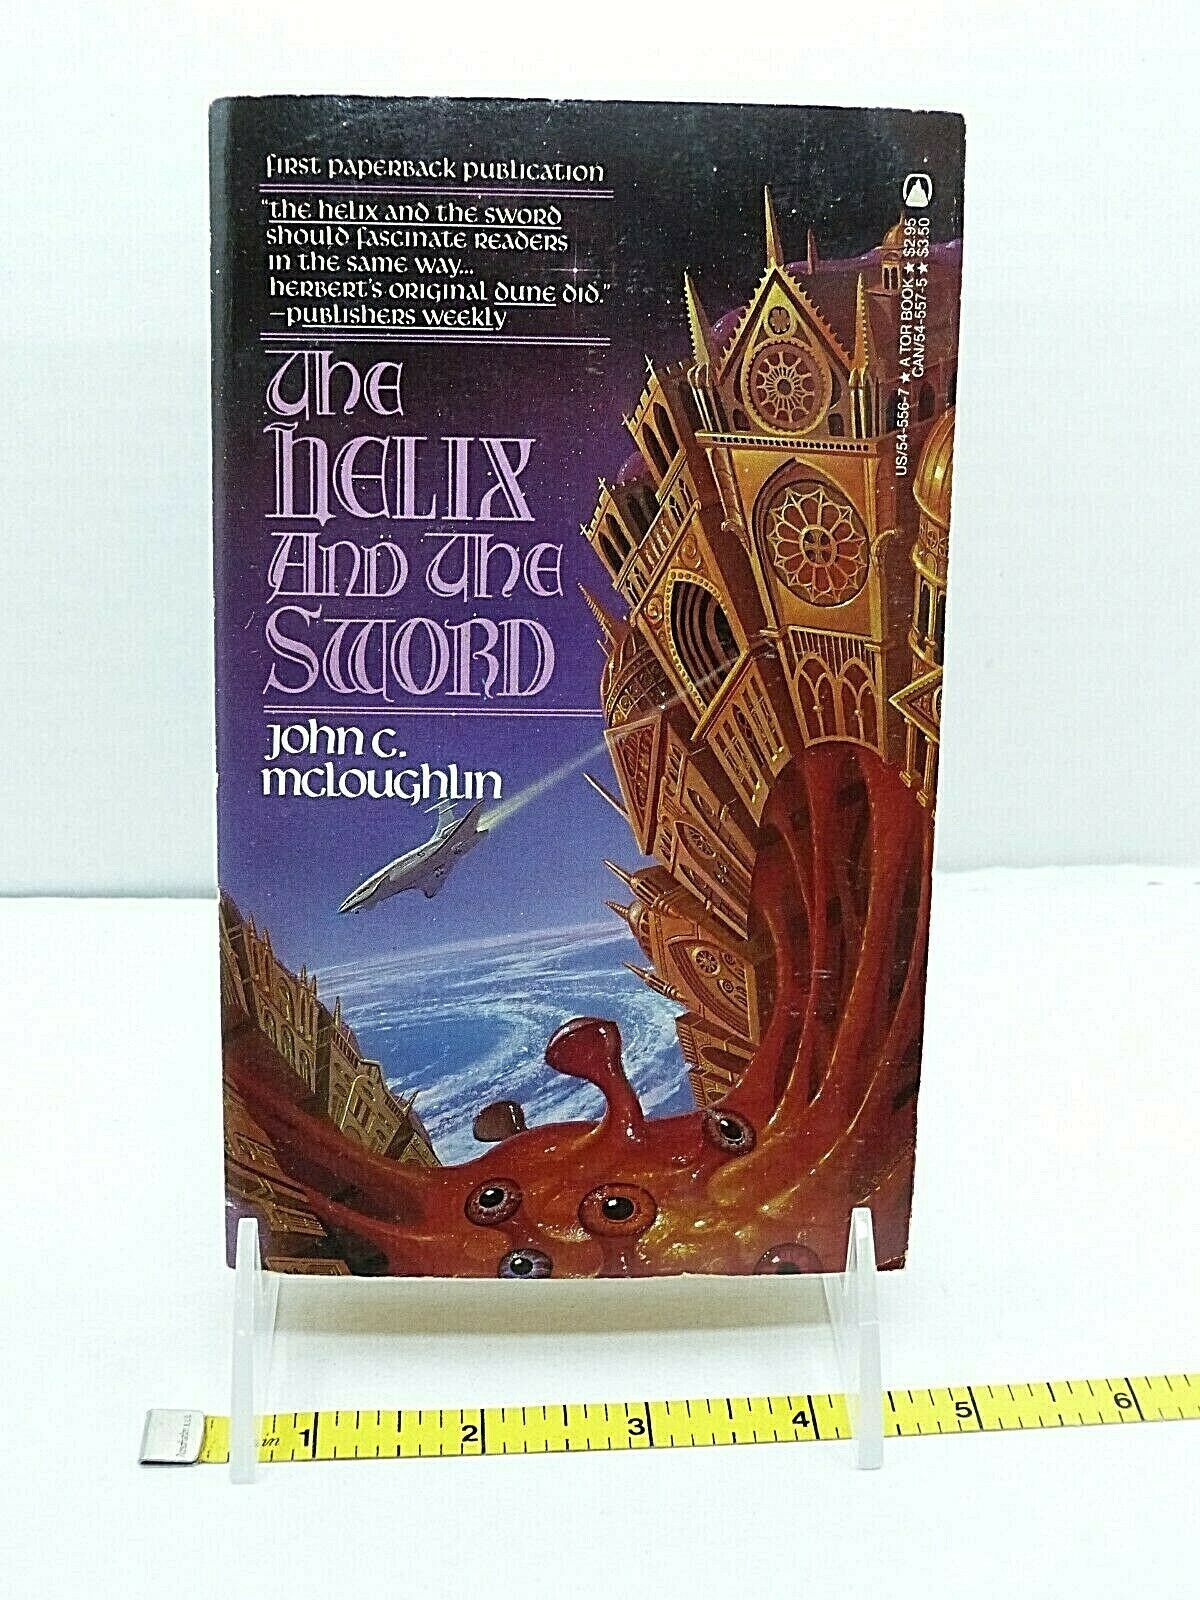 first paperback publication
"the helix and the sword
should fascinate readers
in the same way...
herbert's original dune did."
—publishers weekly
The
Helix
And The
Sword
John C.
McLoughlin
US/54-556-7 ★ A TOR BOOK ★ $2.95
CAN/54-557-5 ★ $3.50
in 1 2 3 4 5 6